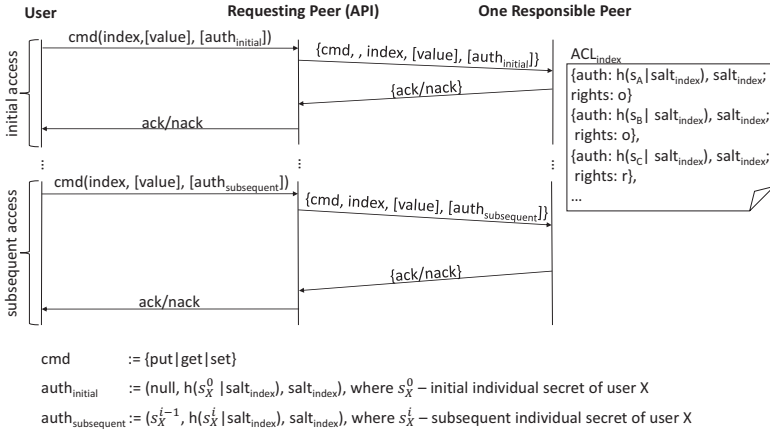 User Requesting Peer (API) One Responsible Peer
cmd(index,[value], [auth_initial])
{cmd, , index, [value], [auth_initial]}
{ack/nack}
ack/nack
initial access
ACL_index
{auth: h(s_A|salt_index), salt_index;
rights: o}
{auth: h(s_B| salt_index), salt_index;
rights: o},
{auth: h(s_C| salt_index), salt_index;
rights: r},
...
... ... ...
cmd(index, [value], [auth_subsequent])
{cmd, index, [value], [auth_subsequent]}
{ack/nack}
ack/nack
subsequent access
cmd := {put|get|set}
auth_initial := (null, h(s_X^0 |salt_index), salt_index), where s_X^0 – initial individual secret of user X
auth_subsequent := (s_X^{i-1}, h(s_X^i|salt_index), salt_index), where s_X^i – subsequent individual secret of user X